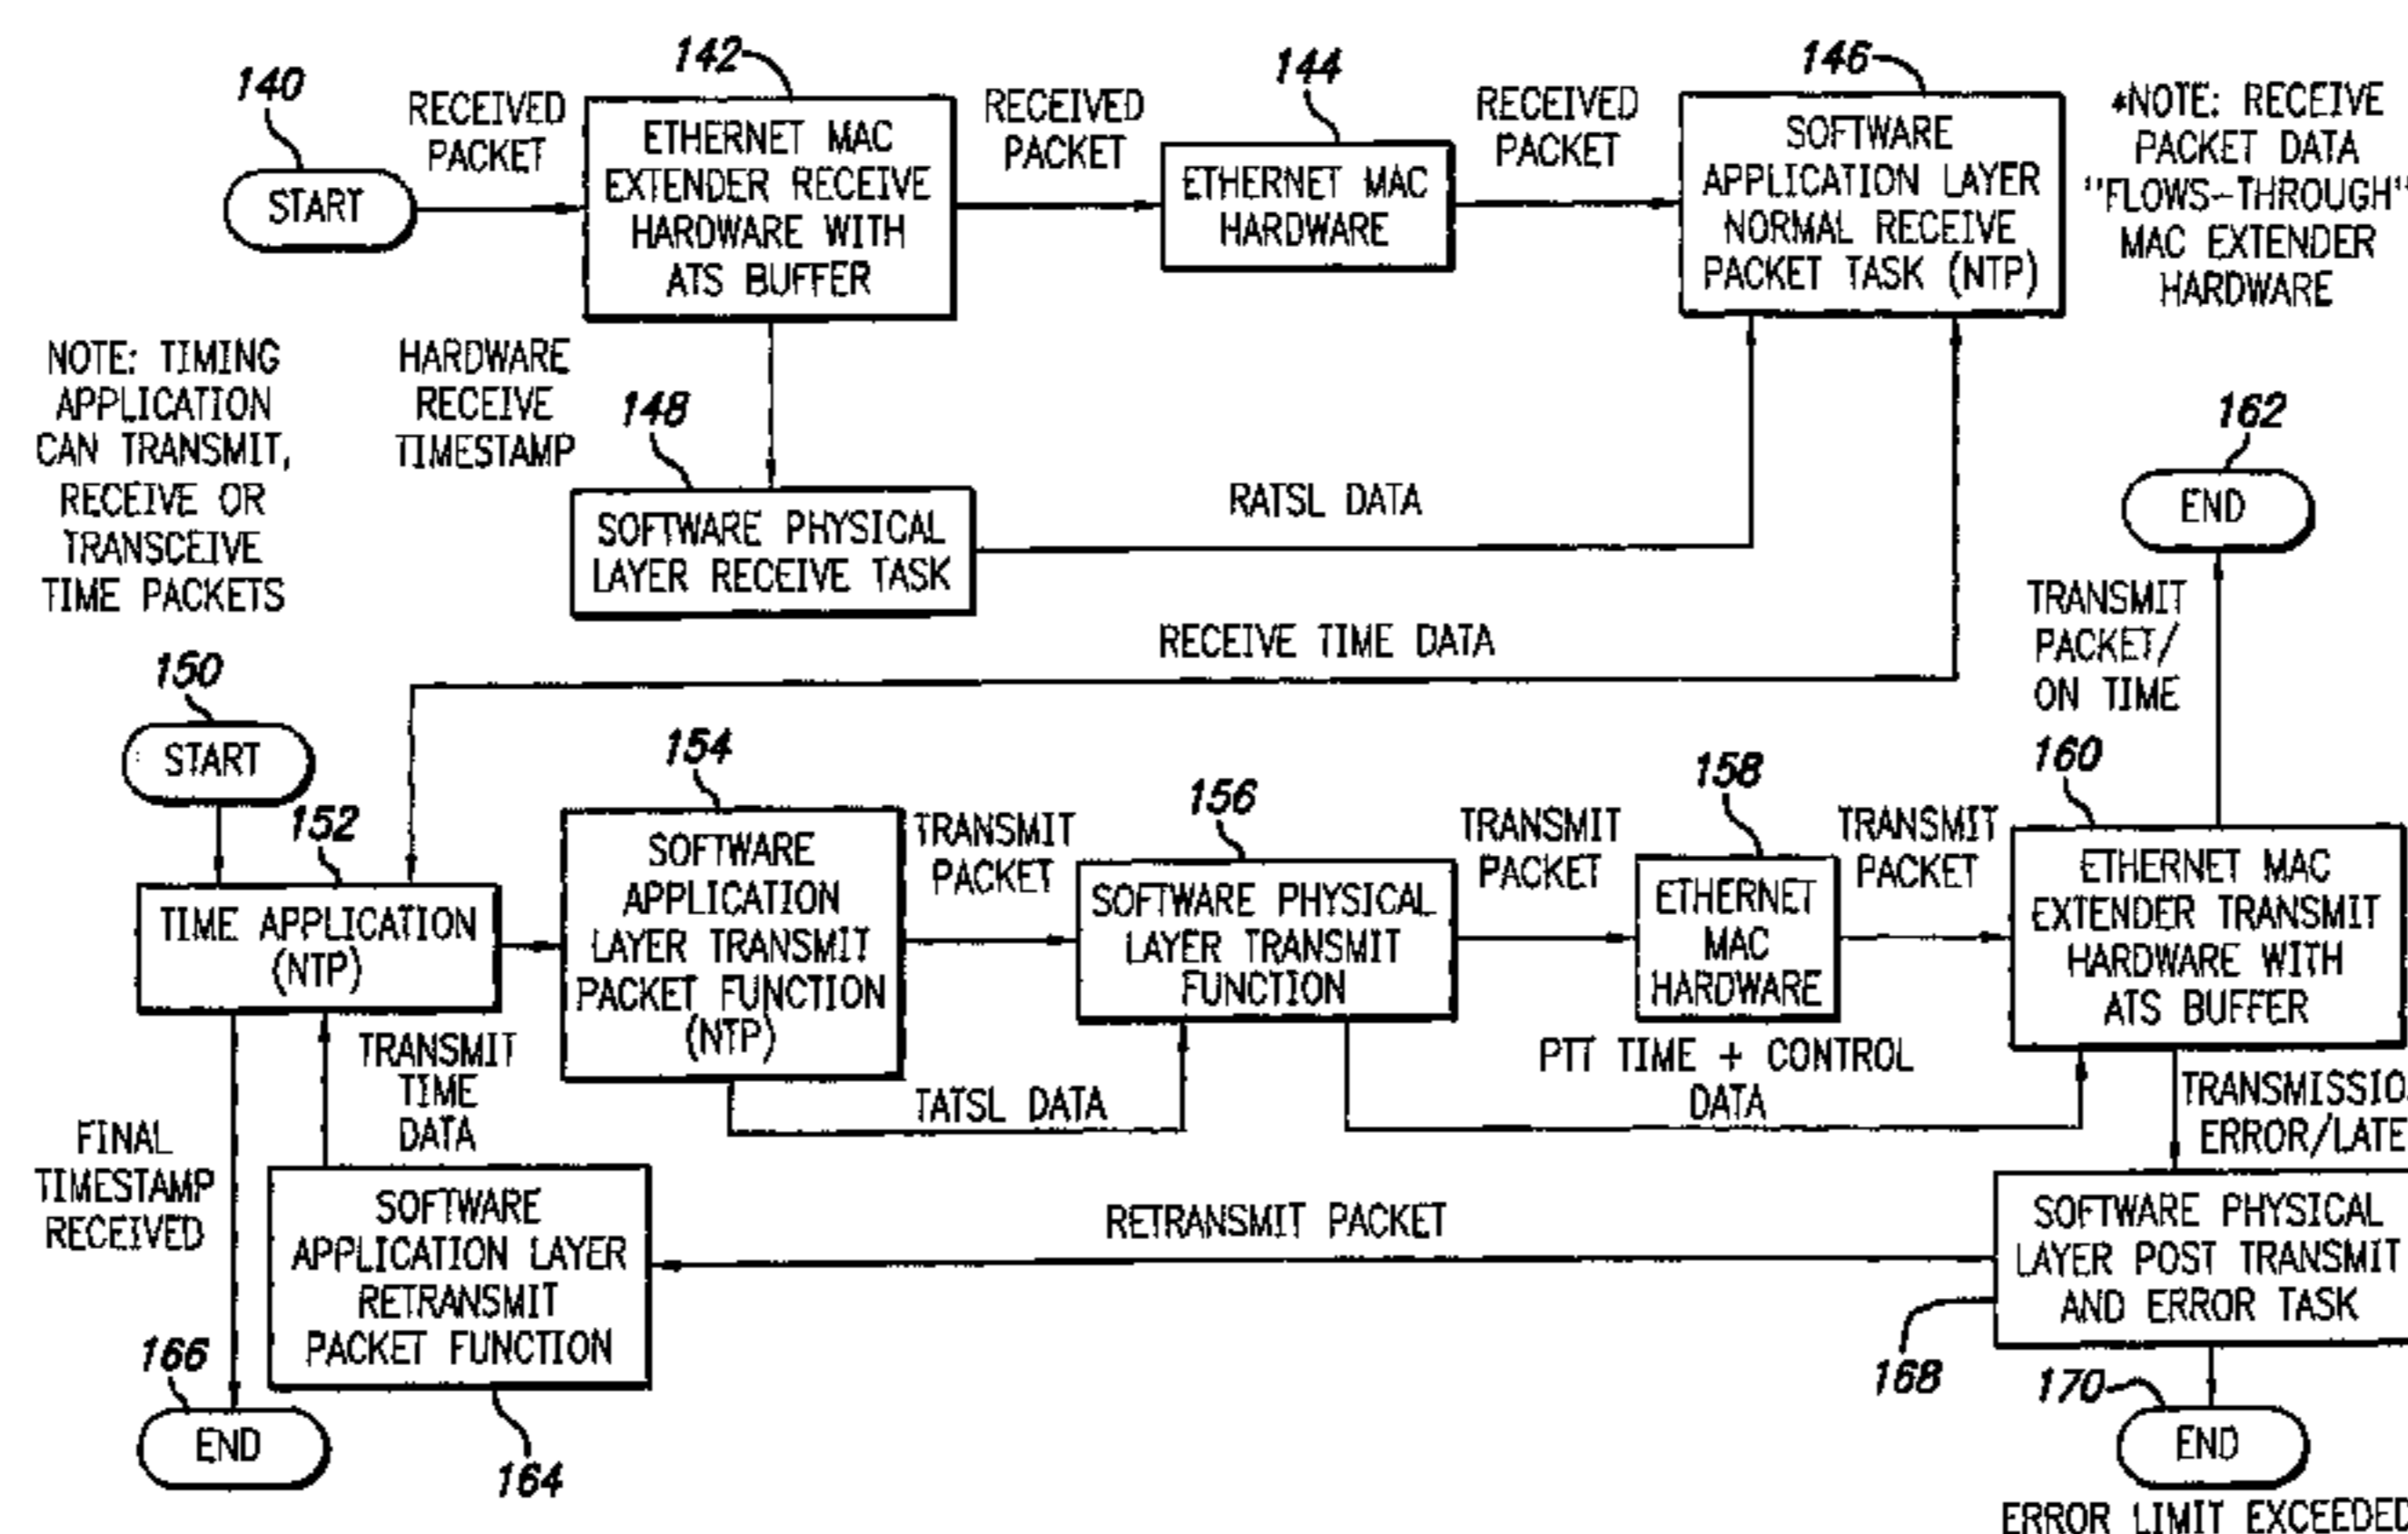 140
START
RECEIVED
PACKET
142
ETHERNET MAC
EXTENDER RECEIVE
HARDWARE WITH
ATS BUFFER
RECEIVED
PACKET
144
ETHERNET MAC
HARDWARE
RECEIVED
PACKET
146
SOFTWARE
APPLICATION LAYER
NORMAL RECEIVE
PACKET TASK (NTP)
*NOTE: RECEIVE
PACKET DATA
"FLOWS-THROUGH"
MAC EXTENDER
HARDWARE
NOTE: TIMING
APPLICATION
CAN TRANSMIT,
RECEIVE OR
TRANSCEIVE
TIME PACKETS
HARDWARE
RECEIVE
TIMESTAMP
148
SOFTWARE PHYSICAL
LAYER RECEIVE TASK
RATSL DATA
162
END
RECEIVE TIME DATA
TRANSMIT
PACKET/
ON TIME
150
START
152
TIME APPLICATION
(NTP)
154
SOFTWARE
APPLICATION
LAYER TRANSMIT
PACKET FUNCTION
(NTP)
TRANSMIT
PACKET
156
SOFTWARE PHYSICAL
LAYER TRANSMIT
FUNCTION
TRANSMIT
PACKET
158
ETHERNET
MAC
HARDWARE
TRANSMIT
PACKET
160
ETHERNET MAC
EXTENDER TRANSMIT
HARDWARE WITH
ATS BUFFER
TRANSMIT
TIME
DATA
TATSL DATA
PTT TIME + CONTROL
DATA
TRANSMISSIO
ERROR/LATE
FINAL
TIMESTAMP
RECEIVED
SOFTWARE
APPLICATION LAYER
RETRANSMIT
PACKET FUNCTION
RETRANSMIT PACKET
SOFTWARE PHYSICAL
LAYER POST TRANSMIT
AND ERROR TASK
166
END
164
168
170
END
ERROR LIMIT EXCEEDED